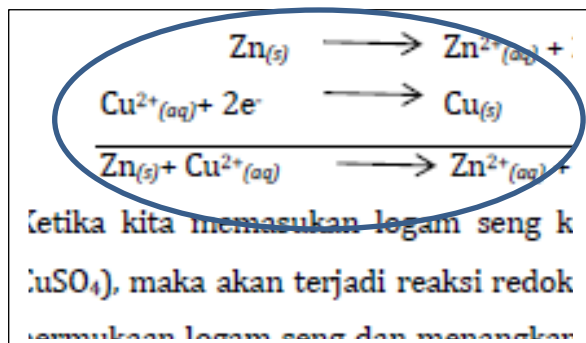 Zn(s) ⟶ Zn²⁺(aq) +
Cu²⁺(aq)+ 2e⁻ ⟶ Cu(s)
Zn(s)+ Cu²⁺(aq) ⟶ Zn²⁺(aq) +
Ketika kita memasukan logam seng k
CuSO₄), maka akan terjadi reaksi redok
permukaan logam seng dan menangkap